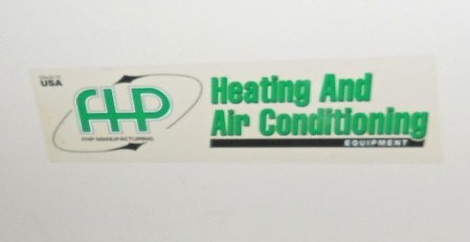 Made in
USA
FHP
FHP MANUFACTURING
Heating And
Air Conditioning
EQUIPMENT